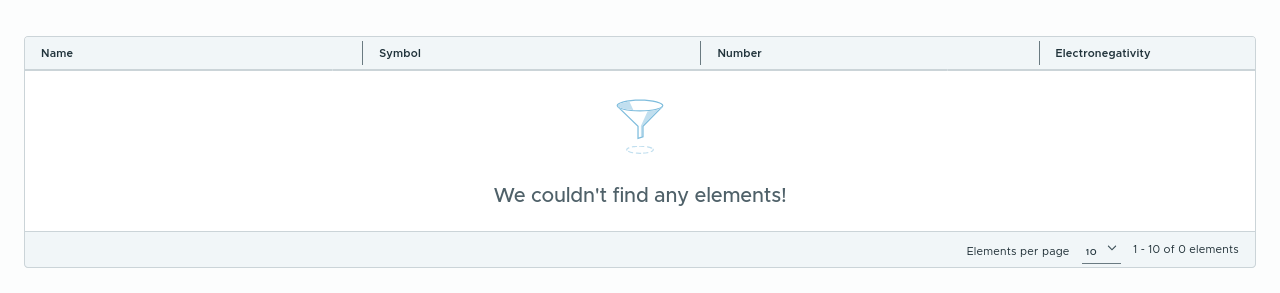 Name Symbol Number Electronegativity
We couldn't find any elements!
Elements per page 10 1 - 10 of 0 elements